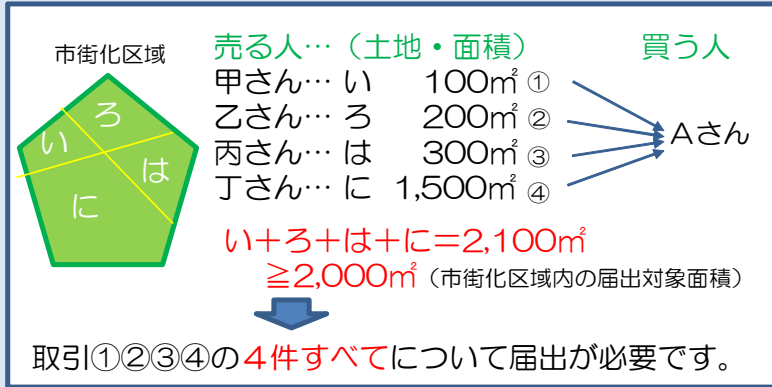 市街化区域
売る人…（土地・面積） 買う人
甲さん… い 100㎡ ①
乙さん… ろ 200㎡ ②
丙さん… は 300㎡ ③
丁さん… に 1,500㎡ ④
Aさん
い
ろ
は
に
い＋ろ＋は＋に＝2,100㎡
≧2,000㎡（市街化区域内の届出対象面積）
取引①②③④の４件すべてについて届出が必要です。